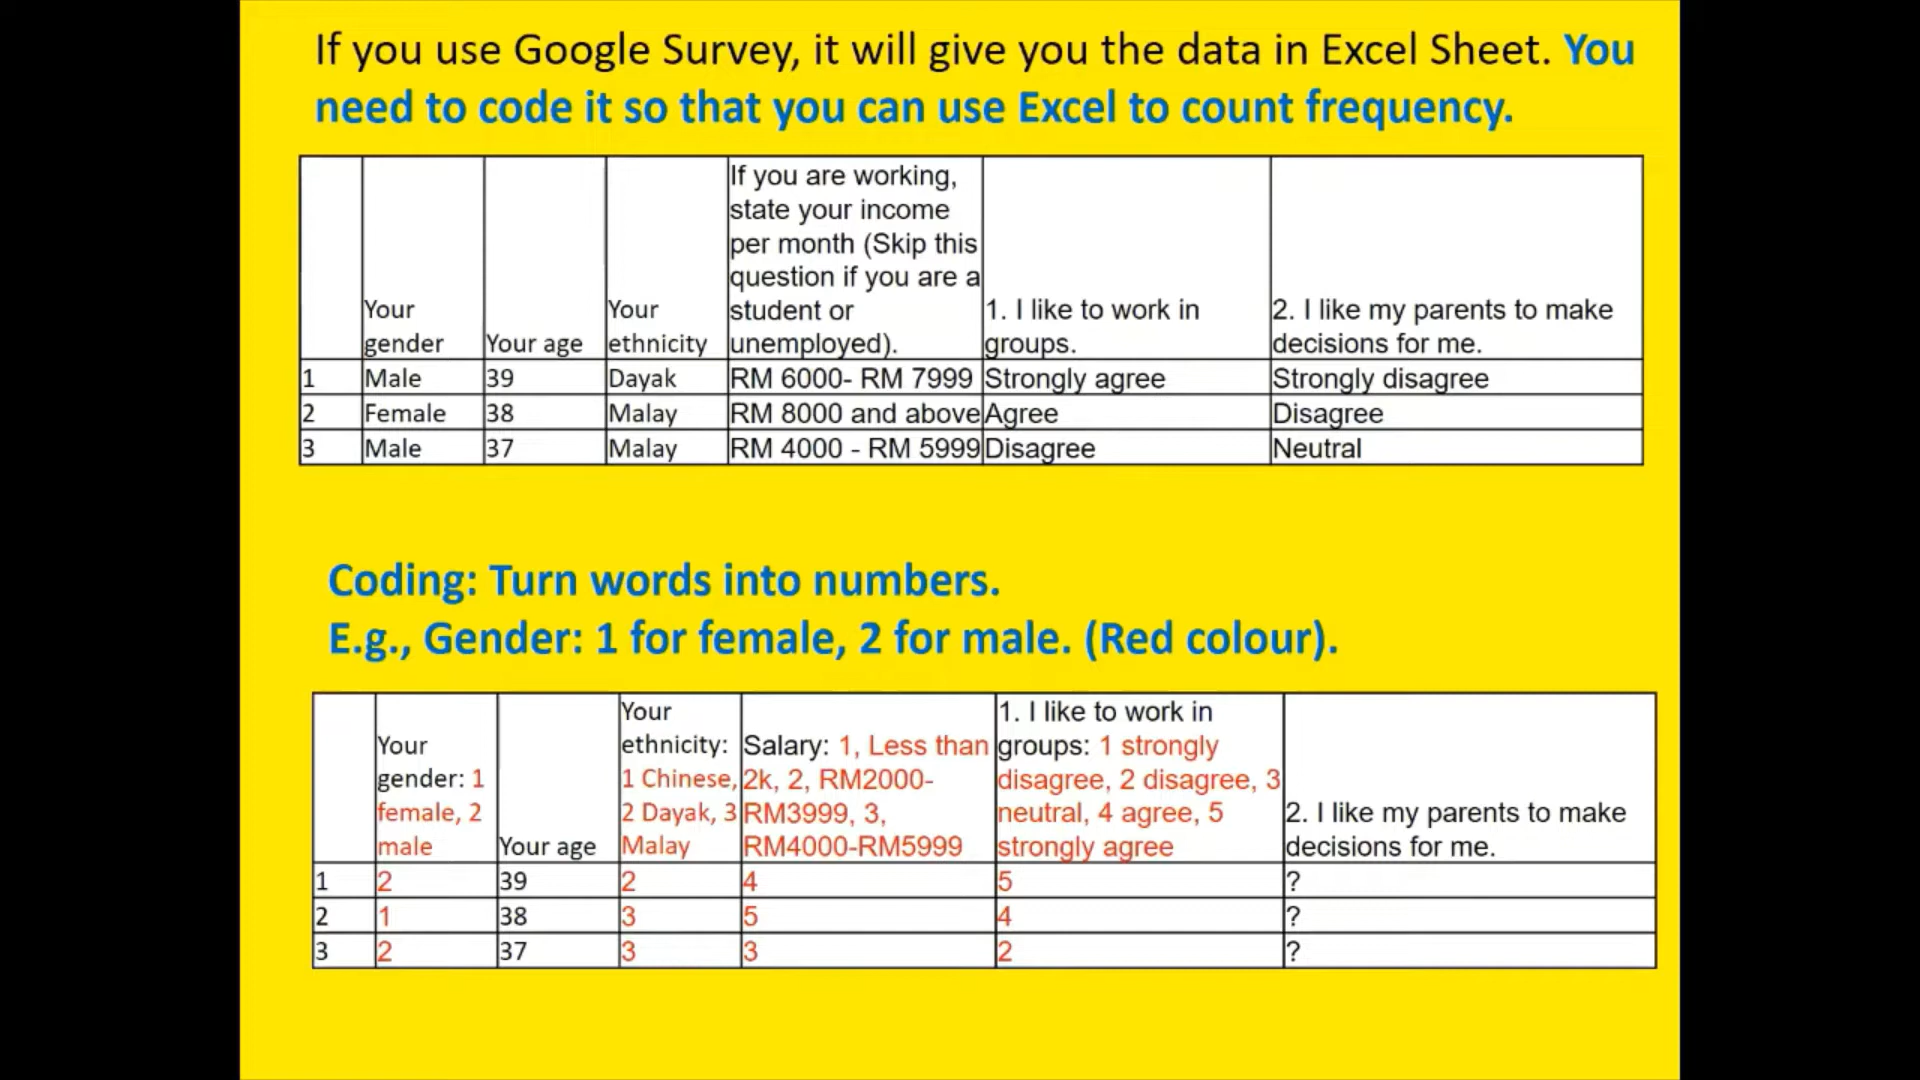 If you use Google Survey, it will give you the data in Excel Sheet. You
need to code it so that you can use Excel to count frequency.
Your gender | Your age | Your ethnicity | If you are working, state your income per month (Skip this question if you are a student or unemployed). | 1. I like to work in groups. | 2. I like my parents to make decisions for me.
1 | Male | 39 | Dayak | RM 6000- RM 7999 | Strongly agree | Strongly disagree
2 | Female | 38 | Malay | RM 8000 and above | Agree | Disagree
3 | Male | 37 | Malay | RM 4000 - RM 5999 | Disagree | Neutral
Coding: Turn words into numbers.
E.g., Gender: 1 for female, 2 for male. (Red colour).
Your gender: 1 female, 2 male | Your age | Your ethnicity: 1 Chinese, 2 Dayak, 3 Malay | Salary: 1, Less than 2k, 2, RM2000-RM3999, 3, RM4000-RM5999 | 1. I like to work in groups: 1 strongly disagree, 2 disagree, 3 neutral, 4 agree, 5 strongly agree | 2. I like my parents to make decisions for me.
1 | 2 | 39 | 2 | 4 | 5 | ?
2 | 1 | 38 | 3 | 5 | 4 | ?
3 | 2 | 37 | 3 | 3 | 2 | ?